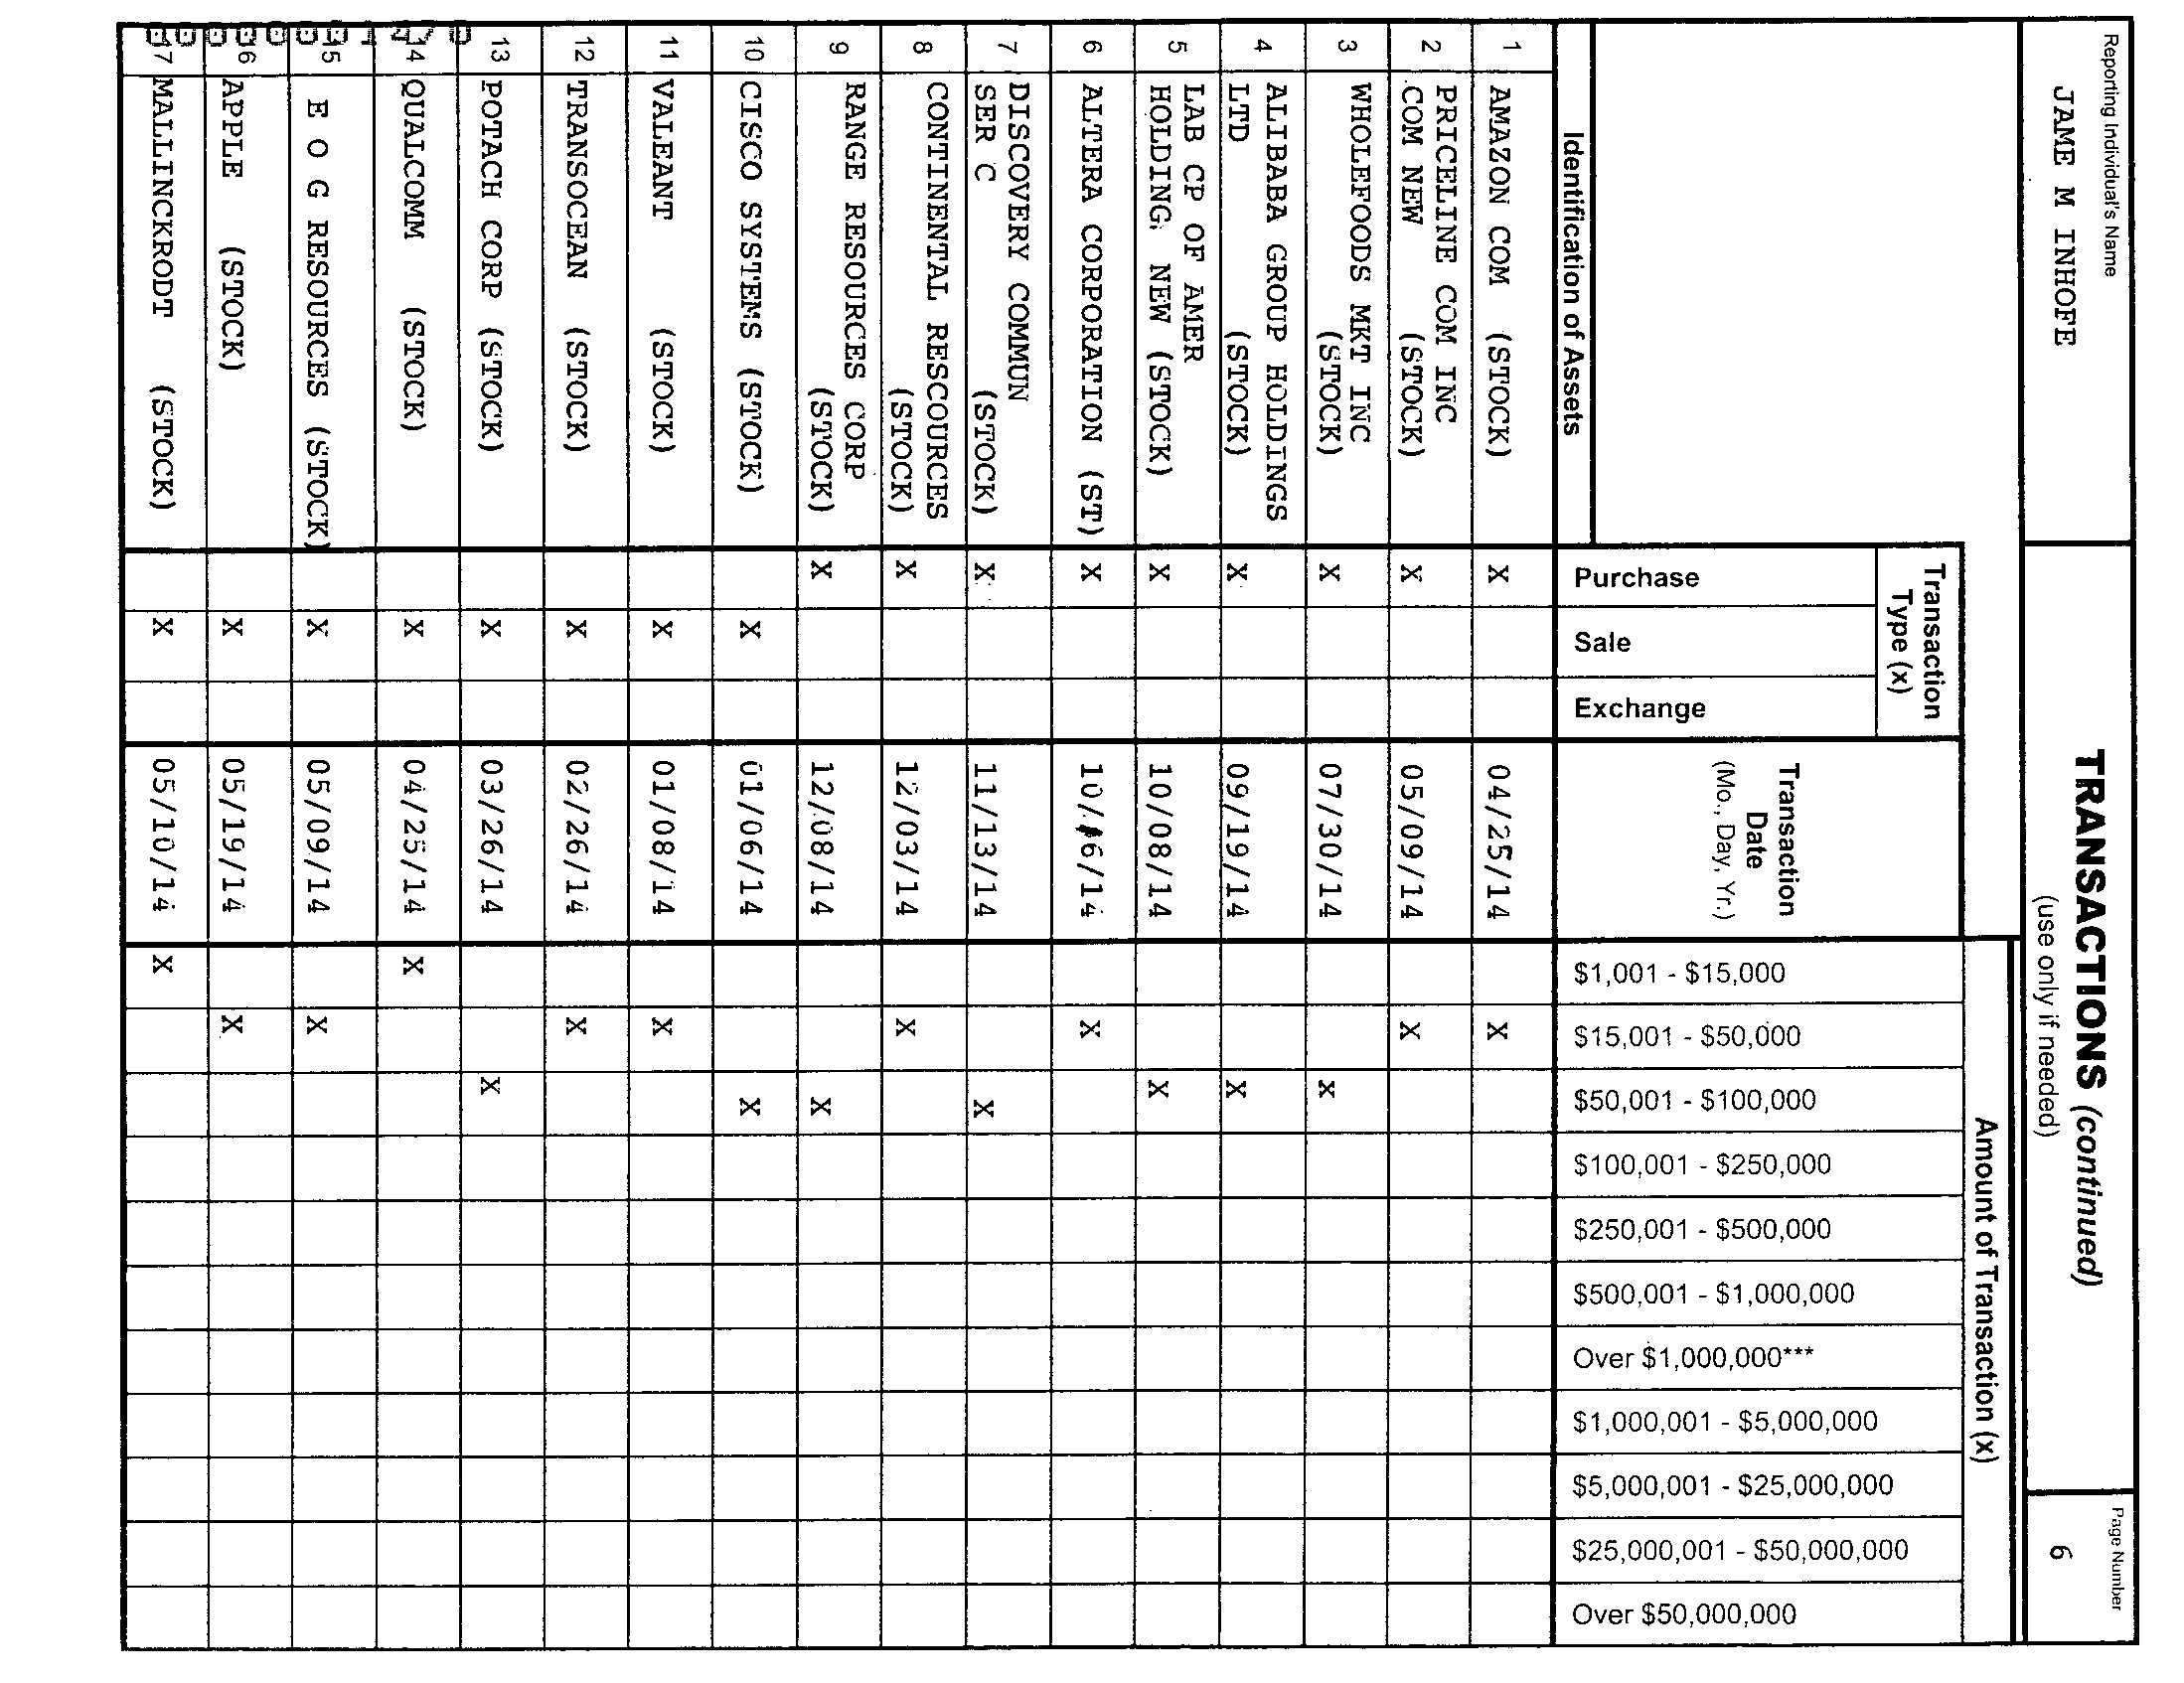 Reporting Individual's Name
JAME M INHOFE
TRANSACTIONS (continued)
(use only if needed)
Page Number
6
Identification of Assets
Transaction
Type (x)
Purchase
Sale
Exchange
Transaction
Date
(Mo., Day, Yr.)
Amount of Transaction (x)
$1,001 - $15,000
$15,001 - $50,000
$50,001 - $100,000
$100,001 - $250,000
$250,001 - $500,000
$500,001 - $1,000,000
Over $1,000,000***
$1,000,001 - $5,000,000
$5,000,001 - $25,000,000
$25,000,001 - $50,000,000
Over $50,000,000
1 AMAZON COM (STOCK) X 04/25/14 X
2 PRICELINE COM INC
COM NEW (STOCK) X 05/09/14 X
3 WHOLEFOODS MKT INC
(STOCK) X 07/30/14 X
4 ALIBABA GROUP HOLDINGS
LTD (STOCK) X 09/19/14 X
5 LAB CP OF AMER
HOLDING NEW (STOCK) X 10/08/14 X
6 ALTERA CORPORATION (ST) X 10/ 6/14 X
7 DISCOVERY COMMUN
SER C (STOCK) X 11/13/14 X
8 CONTINENTAL RESCOURCES
(STOCK) X 12/03/14 X
9 RANGE RESOURCES CORP
(STOCK) X 12/08/14 X
10 CISCO SYSTEMS (STOCK) X 01/06/14 X
11 VALEANT (STOCK) X 01/08/14 X
12 TRANSOCEAN (STOCK) X 02/26/14 X
13 POTACH CORP (STOCK) X 03/26/14 X
14 QUALCOMM (STOCK) X 04/25/14 X
15 E O G RESOURCES (STOCK) X 05/09/14 X
16 APPLE (STOCK) X 05/19/14 X
17 MALLINCKRODT (STOCK) X 05/10/14 X